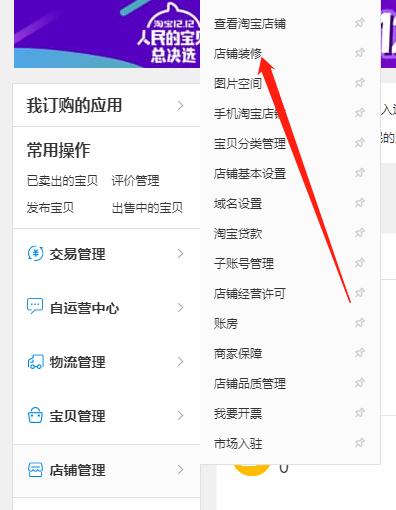 淘宝12.12
人民的宝贝
总决选
我订购的应用
常用操作
已卖出的宝贝 评价管理
发布宝贝 出售中的宝贝
交易管理
自运营中心
物流管理
宝贝管理
店铺管理
查看淘宝店铺
店铺装修
图片空间
手机淘宝店铺
宝贝分类管理
店铺基本设置
域名设置
淘宝贷款
子账号管理
店铺经营许可
账房
商家保障
店铺品质管理
我要开票
市场入驻
0